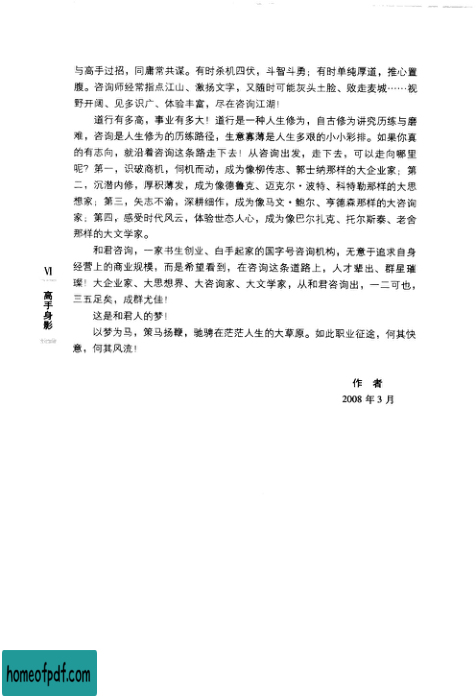 与高手过招，同庸常共谋。有时杀机四伏，斗智斗勇；有时单纯厚道，推心置
腹。咨询师经常指点江山、激扬文字，又随时可能灰头土脸、败走麦城……视
野开阔、见多识广、体验丰富，尽在咨询江湖！
道行有多高，事业有多大！道行是一种人生修为，自古修为讲究历练与磨
难，咨询是人生修为的历练路径，生意寡薄是人生多艰的小小彩排。如果你真
的有志向，就沿着咨询这条路走下去！从咨询出发，走下去，可以走向哪里
呢？第一，识破商机，伺机而动，成为像柳传志、郭士纳那样的大企业家；第
二，沉潜内修，厚积薄发，成为像德鲁克、迈克尔·波特、科特勒那样的大思
想家；第三，矢志不渝，深耕细作，成为像马文·鲍尔、亨德森那样的大咨询
家；第四，感受时代风云，体验世态人心，成为像巴尔扎克、托尔斯泰、老舍
那样的大文学家。
和君咨询，一家书生创业、白手起家的国字号咨询机构，无意于追求自身
经营上的商业规模，而是希望看到，在咨询这条道路上，人才辈出、群星璀
璨！大企业家、大思想界、大咨询家、大文学家，从和君咨询出，一二可也，
三五足矣，成群尤佳！
这是和君人的梦！
以梦为马，策马扬鞭，驰骋在茫茫人生的大草原。如此职业征途，何其快
意，何其风流！
作 者
2008 年 3 月
Ⅵ
高手身影
homeofpdf.com